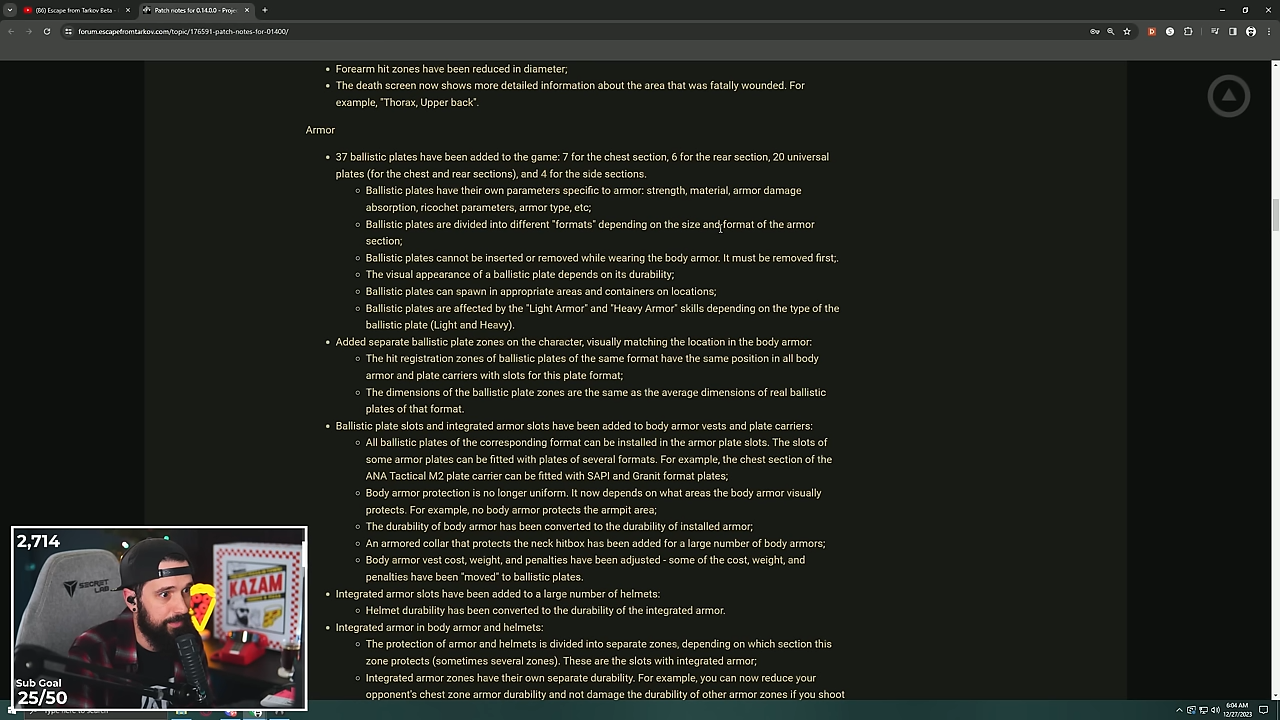 (86) Escape from Tarkov Beta -
Patch notes for 0.14.0.0 - Proje
forum.escapefromtarkov.com/topic/176591-patch-notes-for-01400/
Forearm hit zones have been reduced in diameter;
The death screen now shows more detailed information about the area that was fatally wounded. For
example, "Thorax, Upper back".
Armor
37 ballistic plates have been added to the game: 7 for the chest section, 6 for the rear section, 20 universal
plates (for the chest and rear sections), and 4 for the side sections.
Ballistic plates have their own parameters specific to armor: strength, material, armor damage
absorption, ricochet parameters, armor type, etc;
Ballistic plates are divided into different "formats" depending on the size and format of the armor
section;
Ballistic plates cannot be inserted or removed while wearing the body armor. It must be removed first;.
The visual appearance of a ballistic plate depends on its durability;
Ballistic plates can spawn in appropriate areas and containers on locations;
Ballistic plates are affected by the "Light Armor" and "Heavy Armor" skills depending on the type of the
ballistic plate (Light and Heavy).
Added separate ballistic plate zones on the character, visually matching the location in the body armor:
The hit registration zones of ballistic plates of the same format have the same position in all body
armor and plate carriers with slots for this plate format;
The dimensions of the ballistic plate zones are the same as the average dimensions of real ballistic
plates of that format.
Ballistic plate slots and integrated armor slots have been added to body armor vests and plate carriers:
All ballistic plates of the corresponding format can be installed in the armor plate slots. The slots of
some armor plates can be fitted with plates of several formats. For example, the chest section of the
ANA Tactical M2 plate carrier can be fitted with SAPI and Granit format plates;
Body armor protection is no longer uniform. It now depends on what areas the body armor visually
protects. For example, no body armor protects the armpit area;
The durability of body armor has been converted to the durability of installed armor;
An armored collar that protects the neck hitbox has been added for a large number of body armors;
Body armor vest cost, weight, and penalties have been adjusted - some of the cost, weight, and
penalties have been "moved" to ballistic plates.
Integrated armor slots have been added to a large number of helmets:
Helmet durability has been converted to the durability of the integrated armor.
Integrated armor in body armor and helmets:
The protection of armor and helmets is divided into separate zones, depending on which section this
zone protects (sometimes several zones). These are the slots with integrated armor;
Integrated armor zones have their own separate durability. For example, you can now reduce your
opponent's chest zone armor durability and not damage the durability of other armor zones if you shoot
2,714
SECRET
LAB
KAZAM
Sub Goal
25/50
6:04 AM
12/27/2023